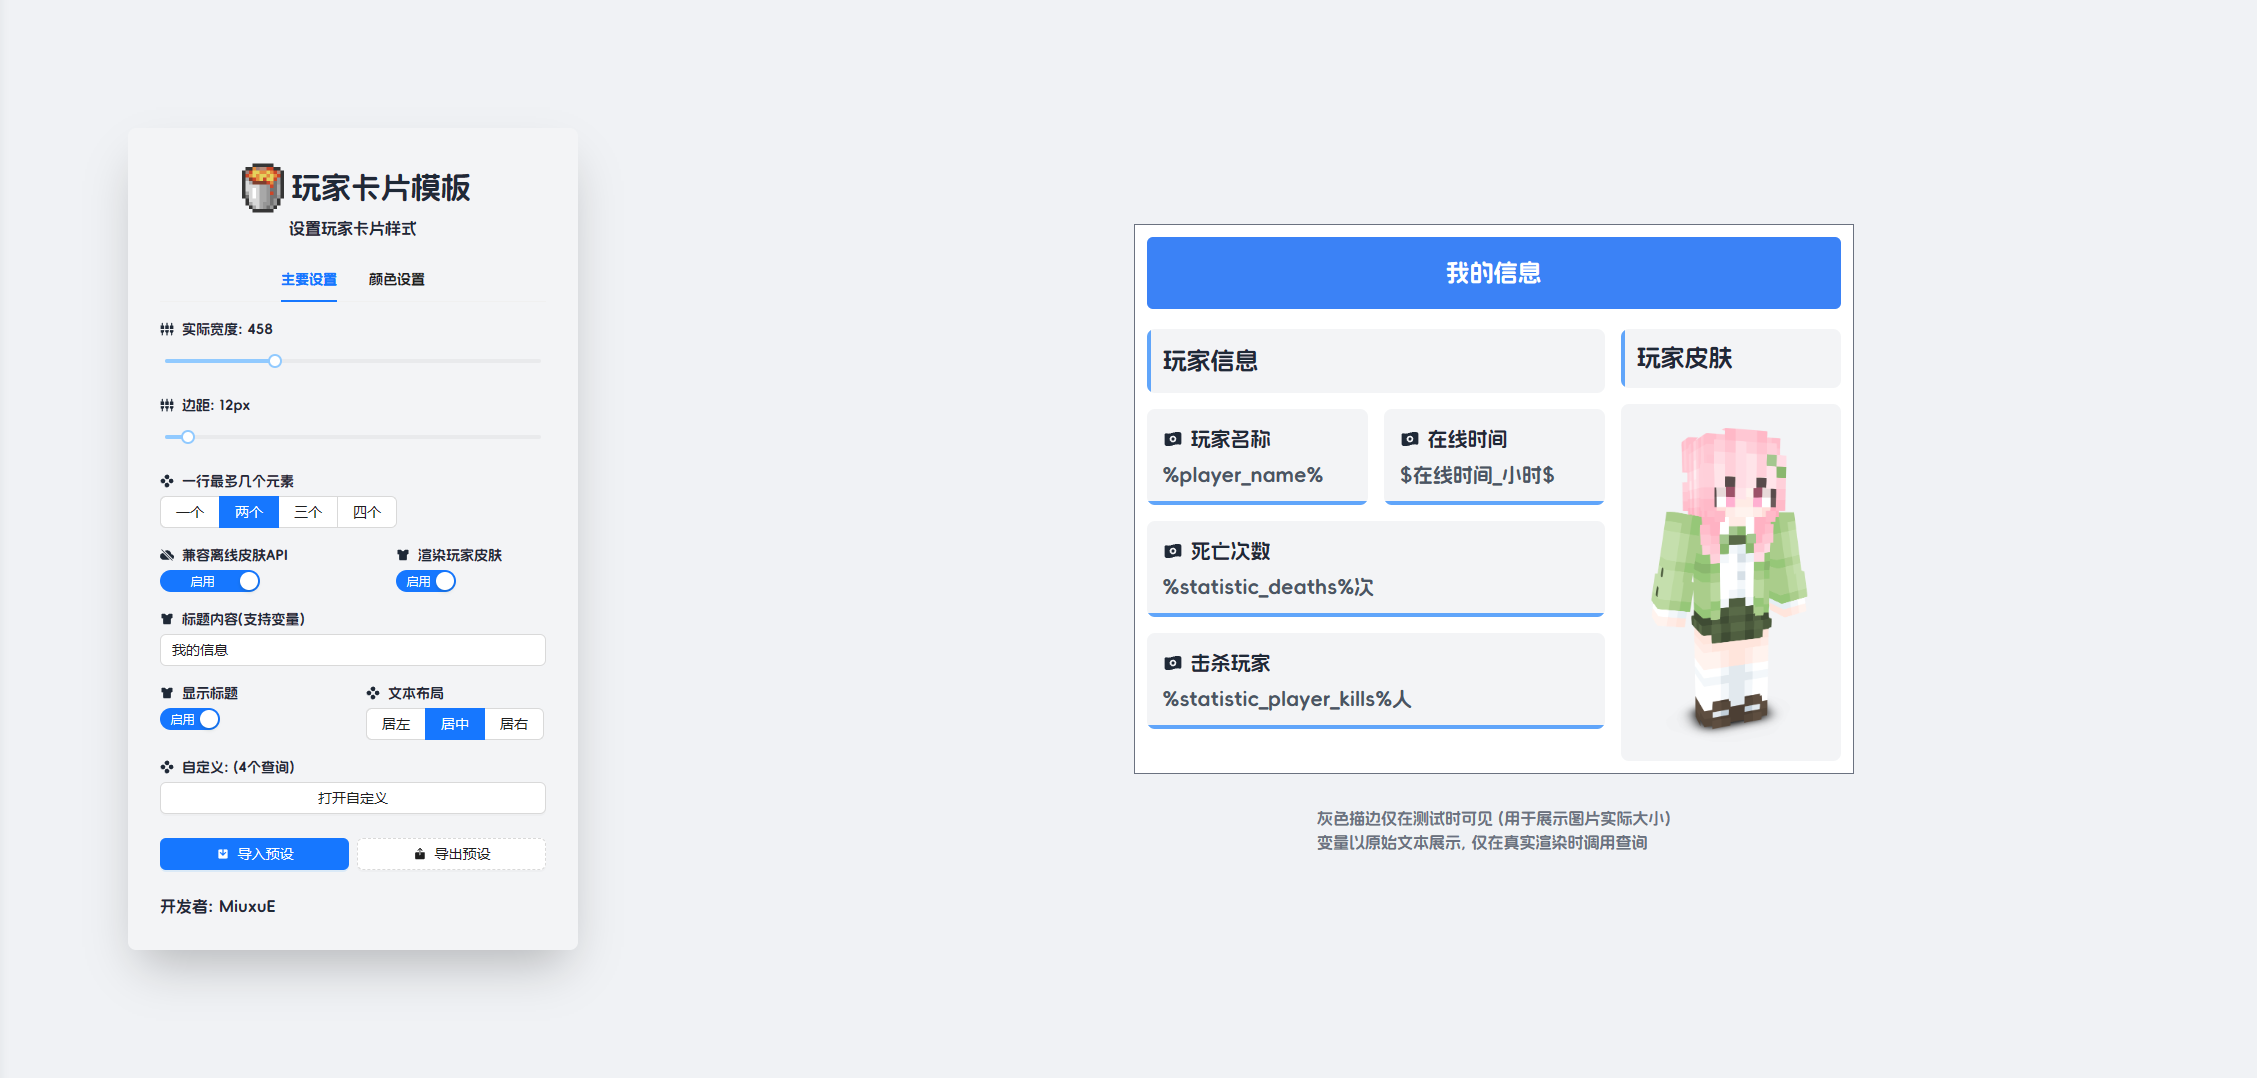 玩家卡片模板
设置玩家卡片样式
主要设置
颜色设置
实际宽度: 458
边距: 12px
一行最多几个元素
一个
两个
三个
四个
兼容离线皮肤API
渲染玩家皮肤
启用
启用
标题内容(支持变量)
我的信息
显示标题
文本布局
启用
居左
居中
居右
自定义: (4个查询)
打开自定义
导入预设
导出预设
开发者: MiuxuE
我的信息
玩家信息
玩家皮肤
玩家名称
%player_name%
在线时间
$在线时间_小时$
死亡次数
%statistic_deaths%次
击杀玩家
%statistic_player_kills%人
灰色描边仅在测试时可见 (用于展示图片实际大小)
变量以原始文本展示, 仅在真实渲染时调用查询